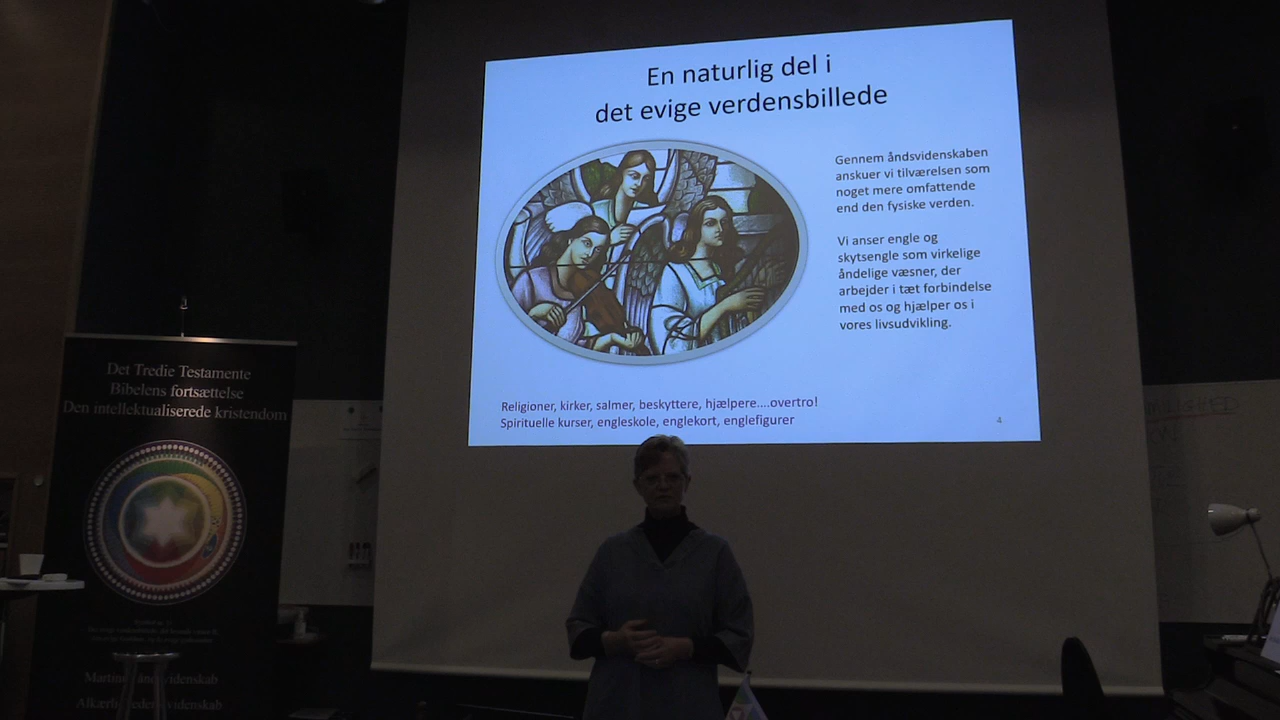 En naturlig del i
det evige verdensbillede
Gennem åndsvidenskaben
anskuer vi tilværelsen som
noget mere omfattende
end den fysiske verden.
Vi anser engle og
skytsengle som virkelige
åndelige væsner, der
arbejder i tæt forbindelse
med os og hjælper os i
vores livsudvikling.
Religioner, kirker, salmer, beskyttere, hjælpere....overtro!
Spirituelle kurser, engleskole, englekort, englefigurer
4
Det Tredie Testamente
Bibelens fortsættelse
Den intellektualiserede kristendom